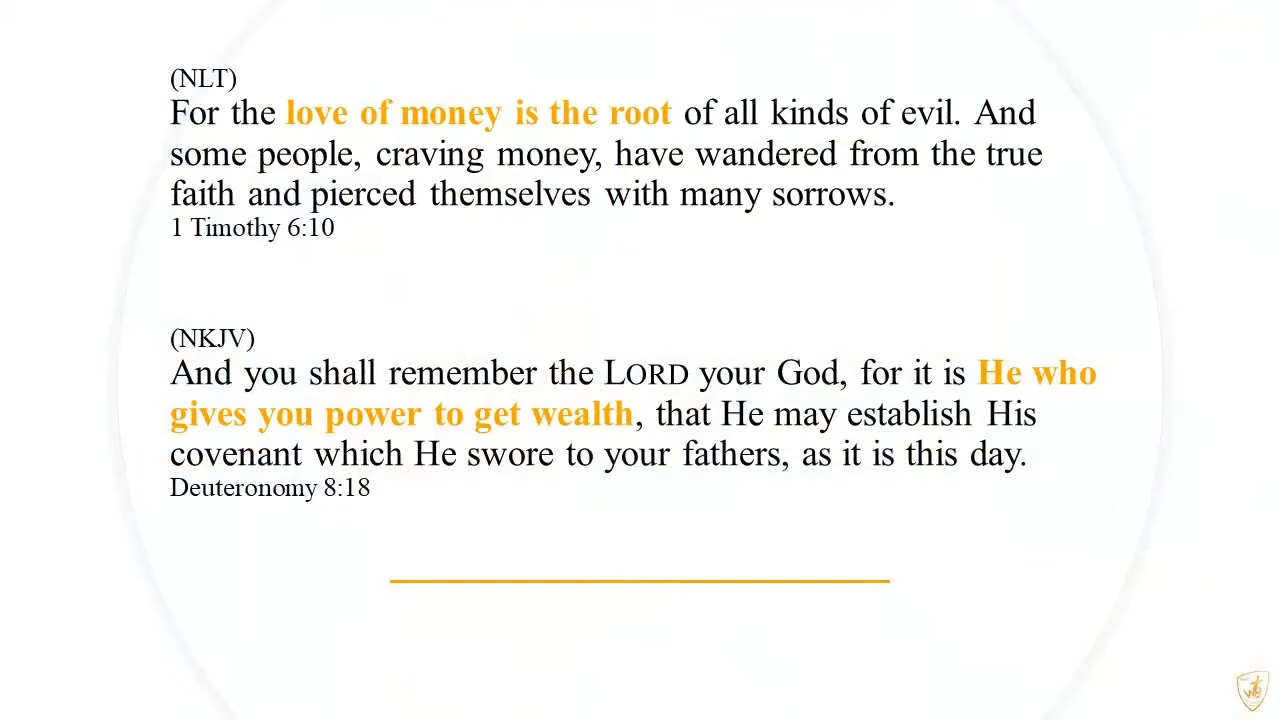 (NLT)
For the love of money is the root of all kinds of evil. And
some people, craving money, have wandered from the true
faith and pierced themselves with many sorrows.
1 Timothy 6:10
(NKJV)
And you shall remember the LORD your God, for it is He who
gives you power to get wealth, that He may establish His
covenant which He swore to your fathers, as it is this day.
Deuteronomy 8:18